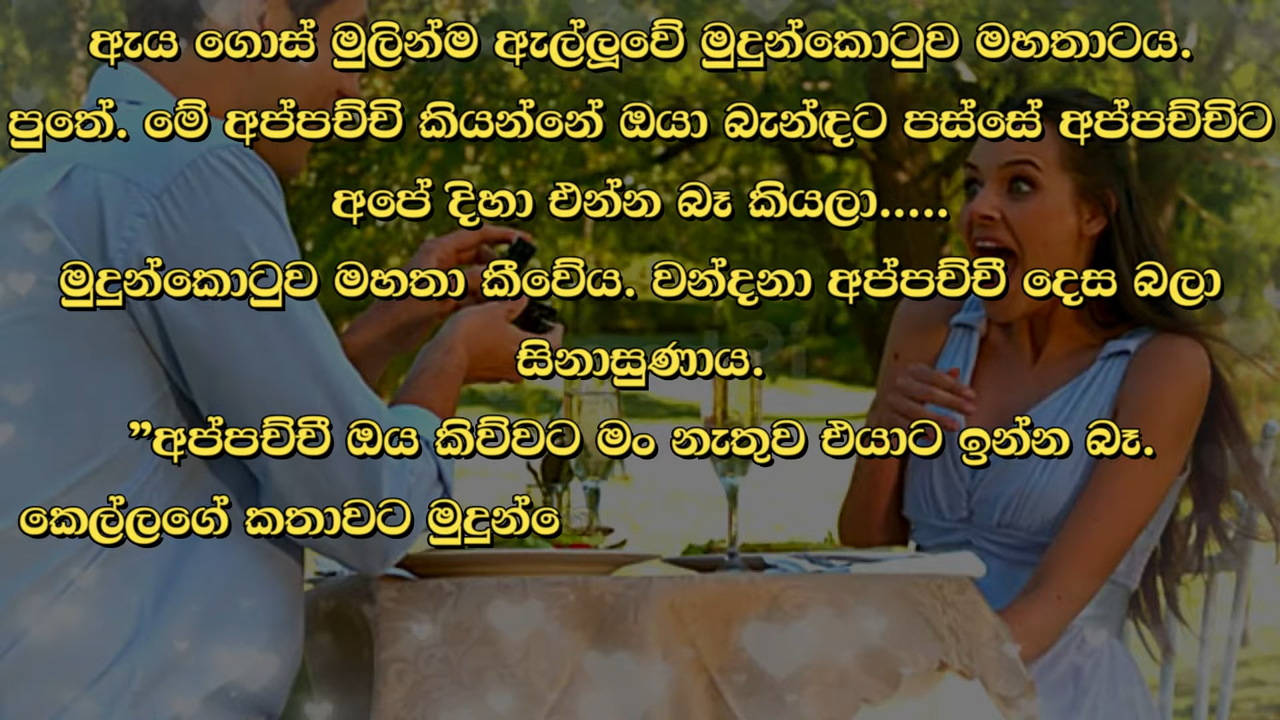 ඇය ගොස් මුලින්ම ඇල්ලූවේ මුදුන්කොටුව මහතාටය.
පුතේ. මේ අප්පච්චි කියන්නේ ඔයා බැන්ඳට පස්සේ අප්පච්චිට
අපේ දිහා එන්න බෑ කියලා.....
මුදුන්කොටුව මහතා කීවේය. වන්දනා අප්පච්චී දෙස බලා
සිනාසුණාය.
”අප්පච්චී ඔය කිව්වට මං නැතුව එයාට ඉන්න බෑ.
කෙල්ලගේ කතාවට මුදුන්ෙ